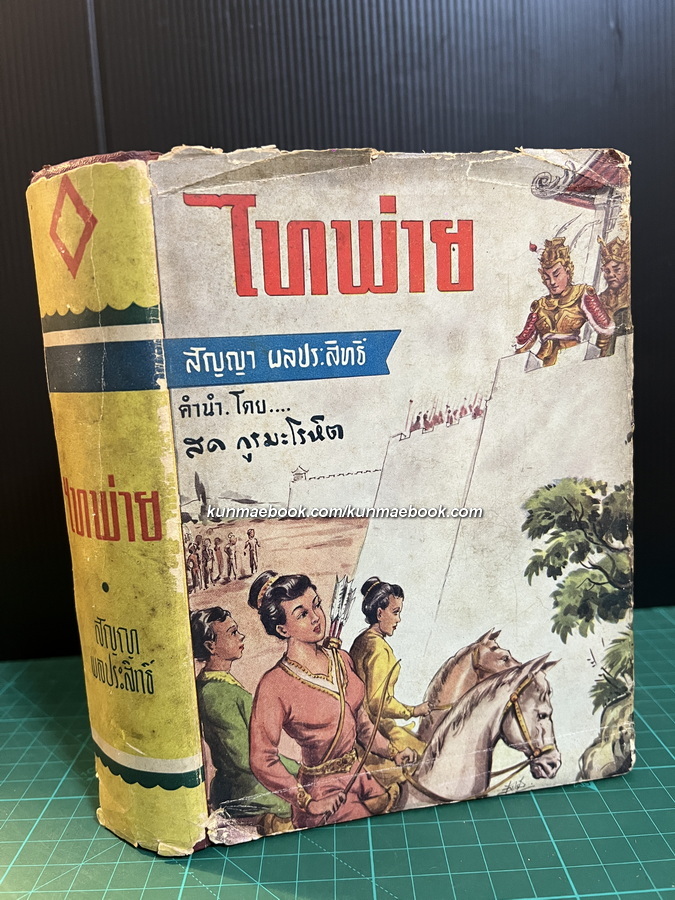 ไทพ่าย
สัญญา ผลประสิทธิ์
คำนำ.โดย....
สด กูรมะโรหิต
kunmaebook.com/kunmaebook.com
ไทพ่าย
สัญญา
ผลประสิทธิ์